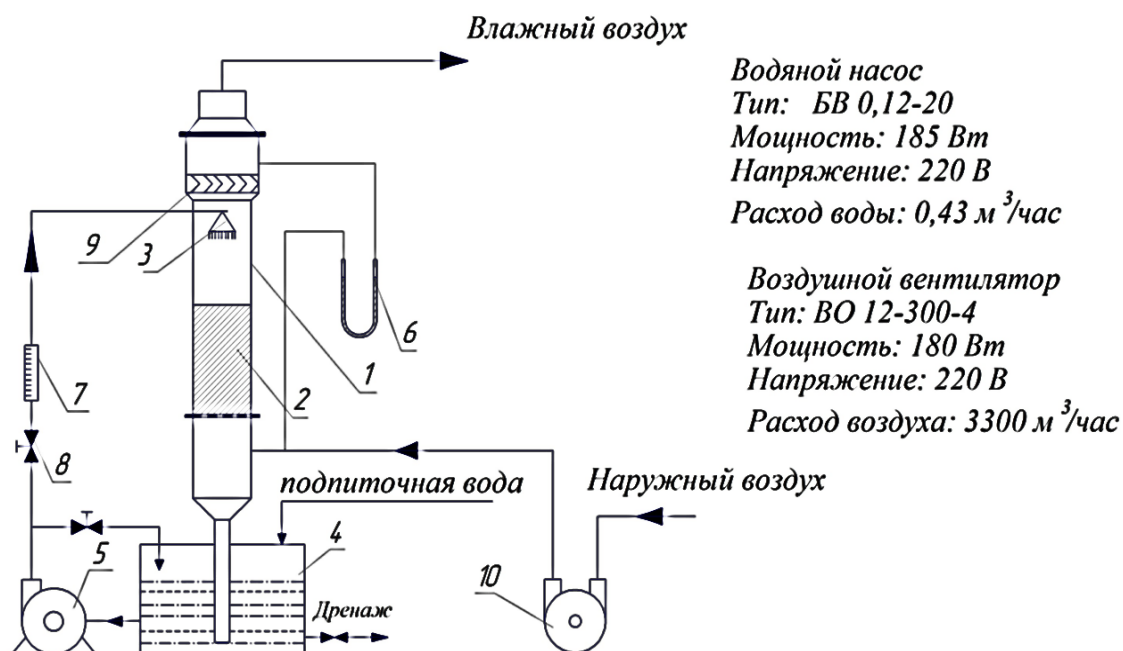 Влажный воздух
Водяной насос
Тип: БВ 0,12-20
Мощность: 185 Вт
Напряжение: 220 В
Расход воды: 0,43 м³/час
Воздушной вентилятор
Тип: ВО 12-300-4
Мощность: 180 Вт
Напряжение: 220 В
Расход воздуха: 3300 м³/час
9
3
6
7
2
1
8
подпиточная вода
Наружный воздух
4
5
10
Дренаж